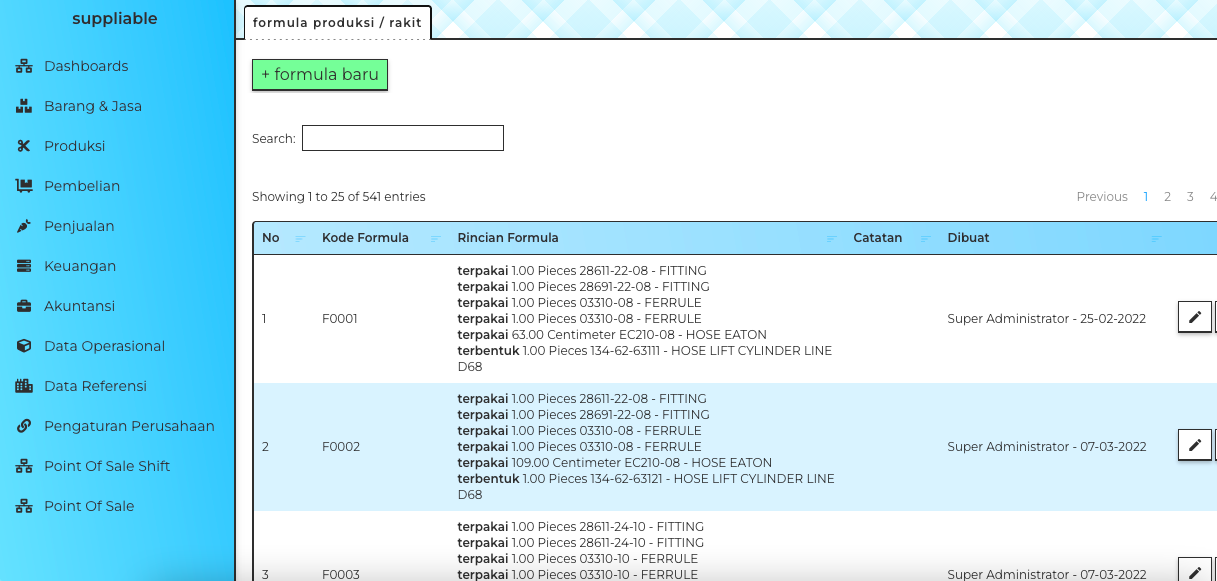 suppliable
Dashboards
Barang & Jasa
Produksi
Pembelian
Penjualan
Keuangan
Akuntansi
Data Operasional
Data Referensi
Pengaturan Perusahaan
Point Of Sale Shift
Point Of Sale
formula produksi / rakit
+ formula baru
Search:
Showing 1 to 25 of 541 entries
Previous 1 2 3 4
No Kode Formula Rincian Formula Catatan Dibuat
terpakai 1.00 Pieces 28611-22-08 - FITTING
terpakai 1.00 Pieces 28691-22-08 - FITTING
terpakai 1.00 Pieces 03310-08 - FERRULE
1 F0001 terpakai 1.00 Pieces 03310-08 - FERRULE Super Administrator - 25-02-2022
terpakai 63.00 Centimeter EC210-08 - HOSE EATON
terbentuk 1.00 Pieces 134-62-63111 - HOSE LIFT CYLINDER LINE
D68
terpakai 1.00 Pieces 28611-22-08 - FITTING
terpakai 1.00 Pieces 28691-22-08 - FITTING
terpakai 1.00 Pieces 03310-08 - FERRULE
2 F0002 terpakai 1.00 Pieces 03310-08 - FERRULE Super Administrator - 07-03-2022
terpakai 109.00 Centimeter EC210-08 - HOSE EATON
terbentuk 1.00 Pieces 134-62-63121 - HOSE LIFT CYLINDER LINE
D68
terpakai 1.00 Pieces 28611-24-10 - FITTING
terpakai 1.00 Pieces 28611-24-10 - FITTING
terpakai 1.00 Pieces 03310-10 - FERRULE
3 F0003 terpakai 1.00 Pieces 03310-10 - FERRULE Super Administrator - 07-03-2022